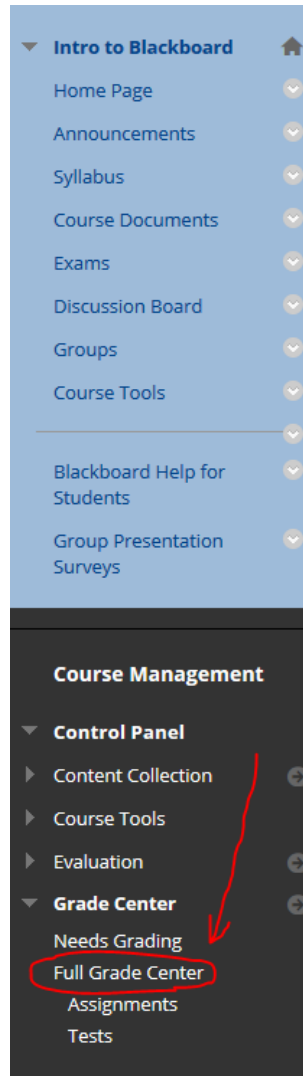 Intro to Blackboard
Home Page
Announcements
Syllabus
Course Documents
Exams
Discussion Board
Groups
Course Tools
Blackboard Help for
Students
Group Presentation
Surveys
Course Management
Control Panel
Content Collection
Course Tools
Evaluation
Grade Center
Needs Grading
Full Grade Center
Assignments
Tests